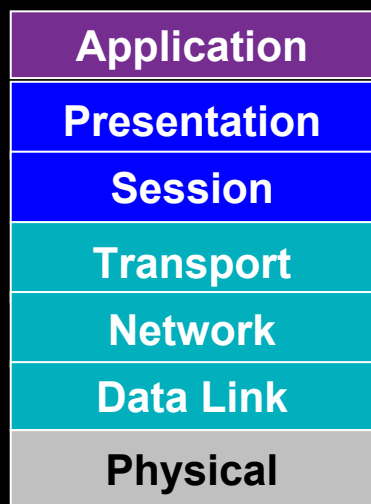 Application
Presentation
Session
Transport
Network
Data Link
Physical